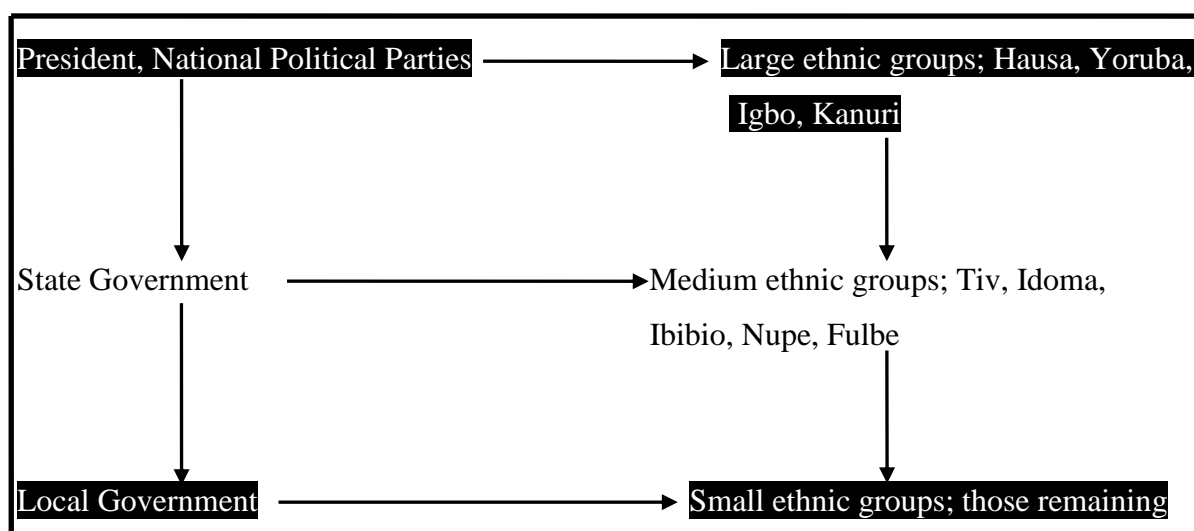 President, National Political Parties
Large ethnic groups; Hausa, Yoruba,
Igbo, Kanuri
State Government
Medium ethnic groups; Tiv, Idoma,
Ibibio, Nupe, Fulbe
Local Government
Small ethnic groups; those remaining